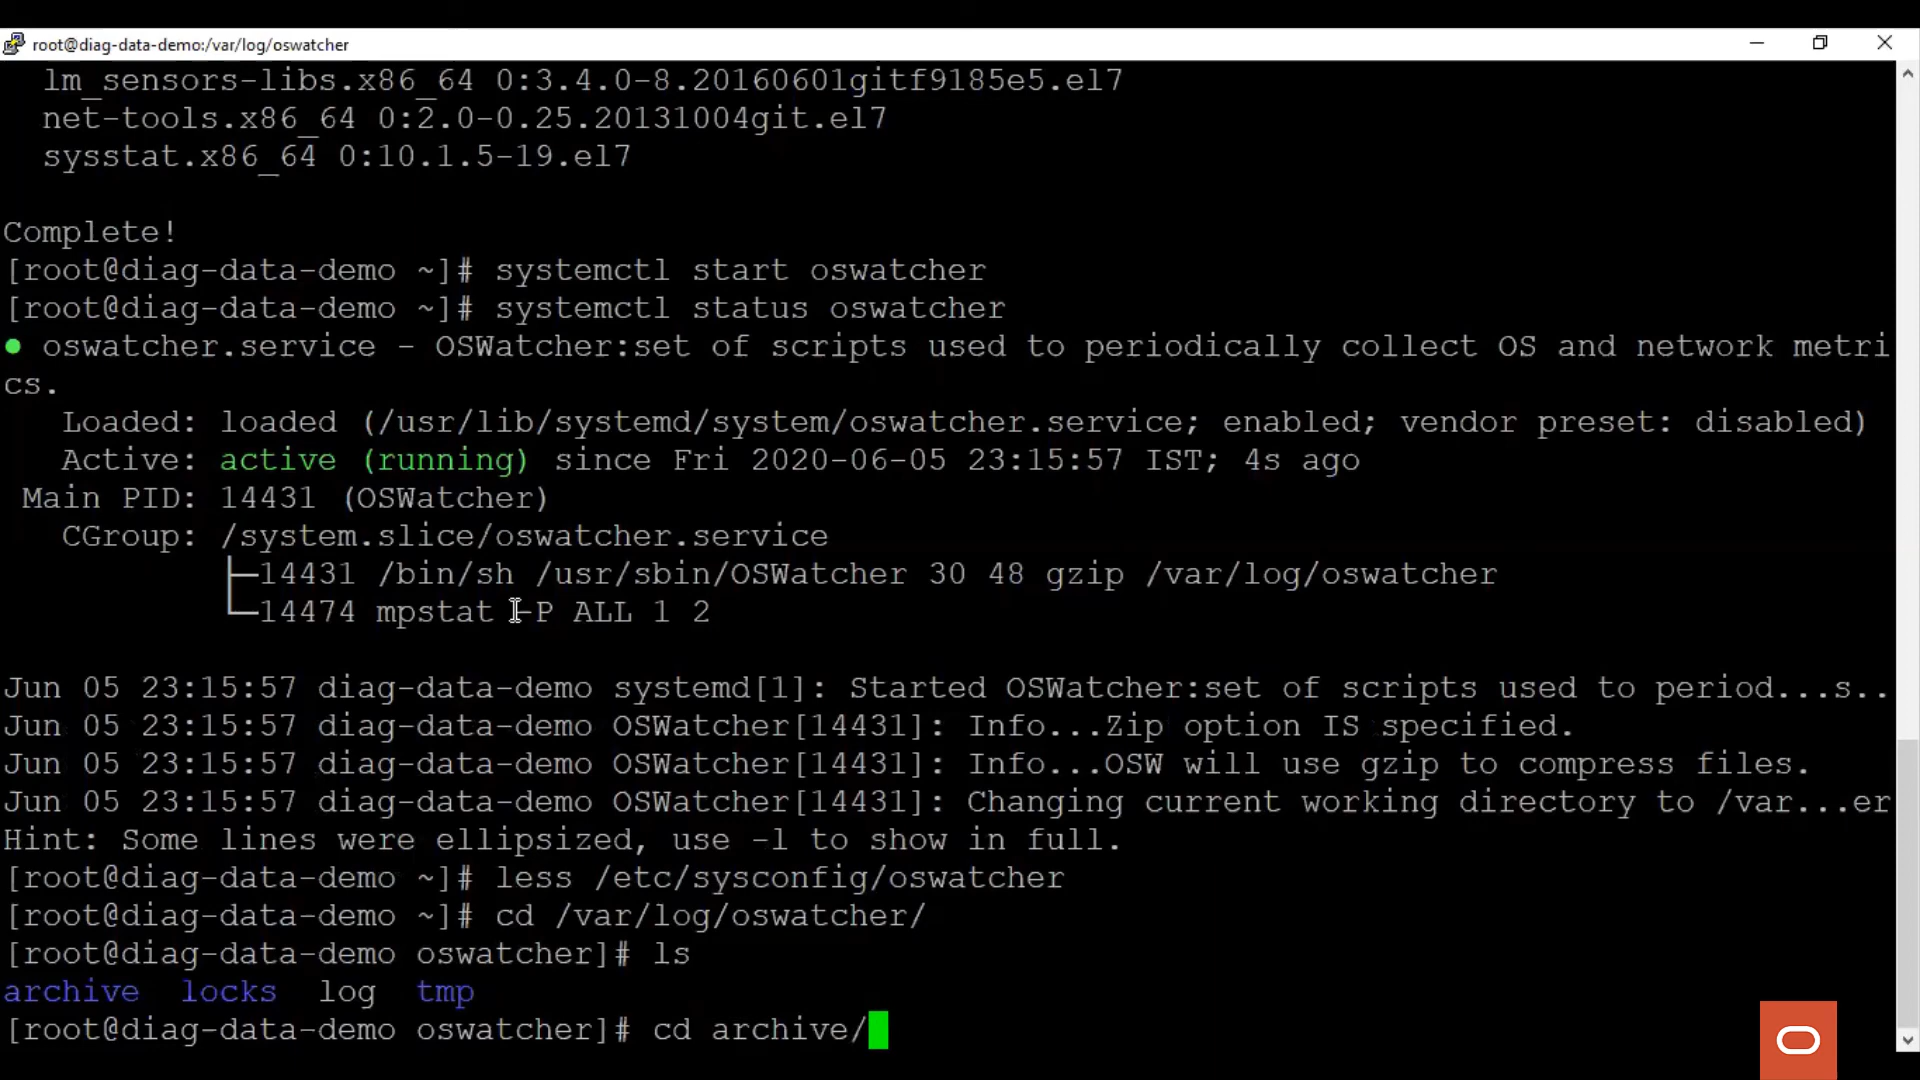 root@diag-data-demo:/var/log/oswatcher
lm_sensors-libs.x86_64 0:3.4.0-8.20160601gitf9185e5.el7
net-tools.x86_64 0:2.0-0.25.20131004git.el7
sysstat.x86_64 0:10.1.5-19.el7
Complete!
[root@diag-data-demo ~]# systemctl start oswatcher
[root@diag-data-demo ~]# systemctl status oswatcher
● oswatcher.service - OSWatcher:set of scripts used to periodically collect OS and network metri
cs.
Loaded: loaded (/usr/lib/systemd/system/oswatcher.service; enabled; vendor preset: disabled)
Active: active (running) since Fri 2020-06-05 23:15:57 IST; 4s ago
Main PID: 14431 (OSWatcher)
CGroup: /system.slice/oswatcher.service
├─14431 /bin/sh /usr/sbin/OSWatcher 30 48 gzip /var/log/oswatcher
└─14474 mpstat -P ALL 1 2
Jun 05 23:15:57 diag-data-demo systemd[1]: Started OSWatcher:set of scripts used to period...s..
Jun 05 23:15:57 diag-data-demo OSWatcher[14431]: Info...Zip option IS specified.
Jun 05 23:15:57 diag-data-demo OSWatcher[14431]: Info...OSW will use gzip to compress files.
Jun 05 23:15:57 diag-data-demo OSWatcher[14431]: Changing current working directory to /var...er
Hint: Some lines were ellipsized, use -l to show in full.
[root@diag-data-demo ~]# less /etc/sysconfig/oswatcher
[root@diag-data-demo ~]# cd /var/log/oswatcher/
[root@diag-data-demo oswatcher]# ls
archive locks log tmp
[root@diag-data-demo oswatcher]# cd archive/